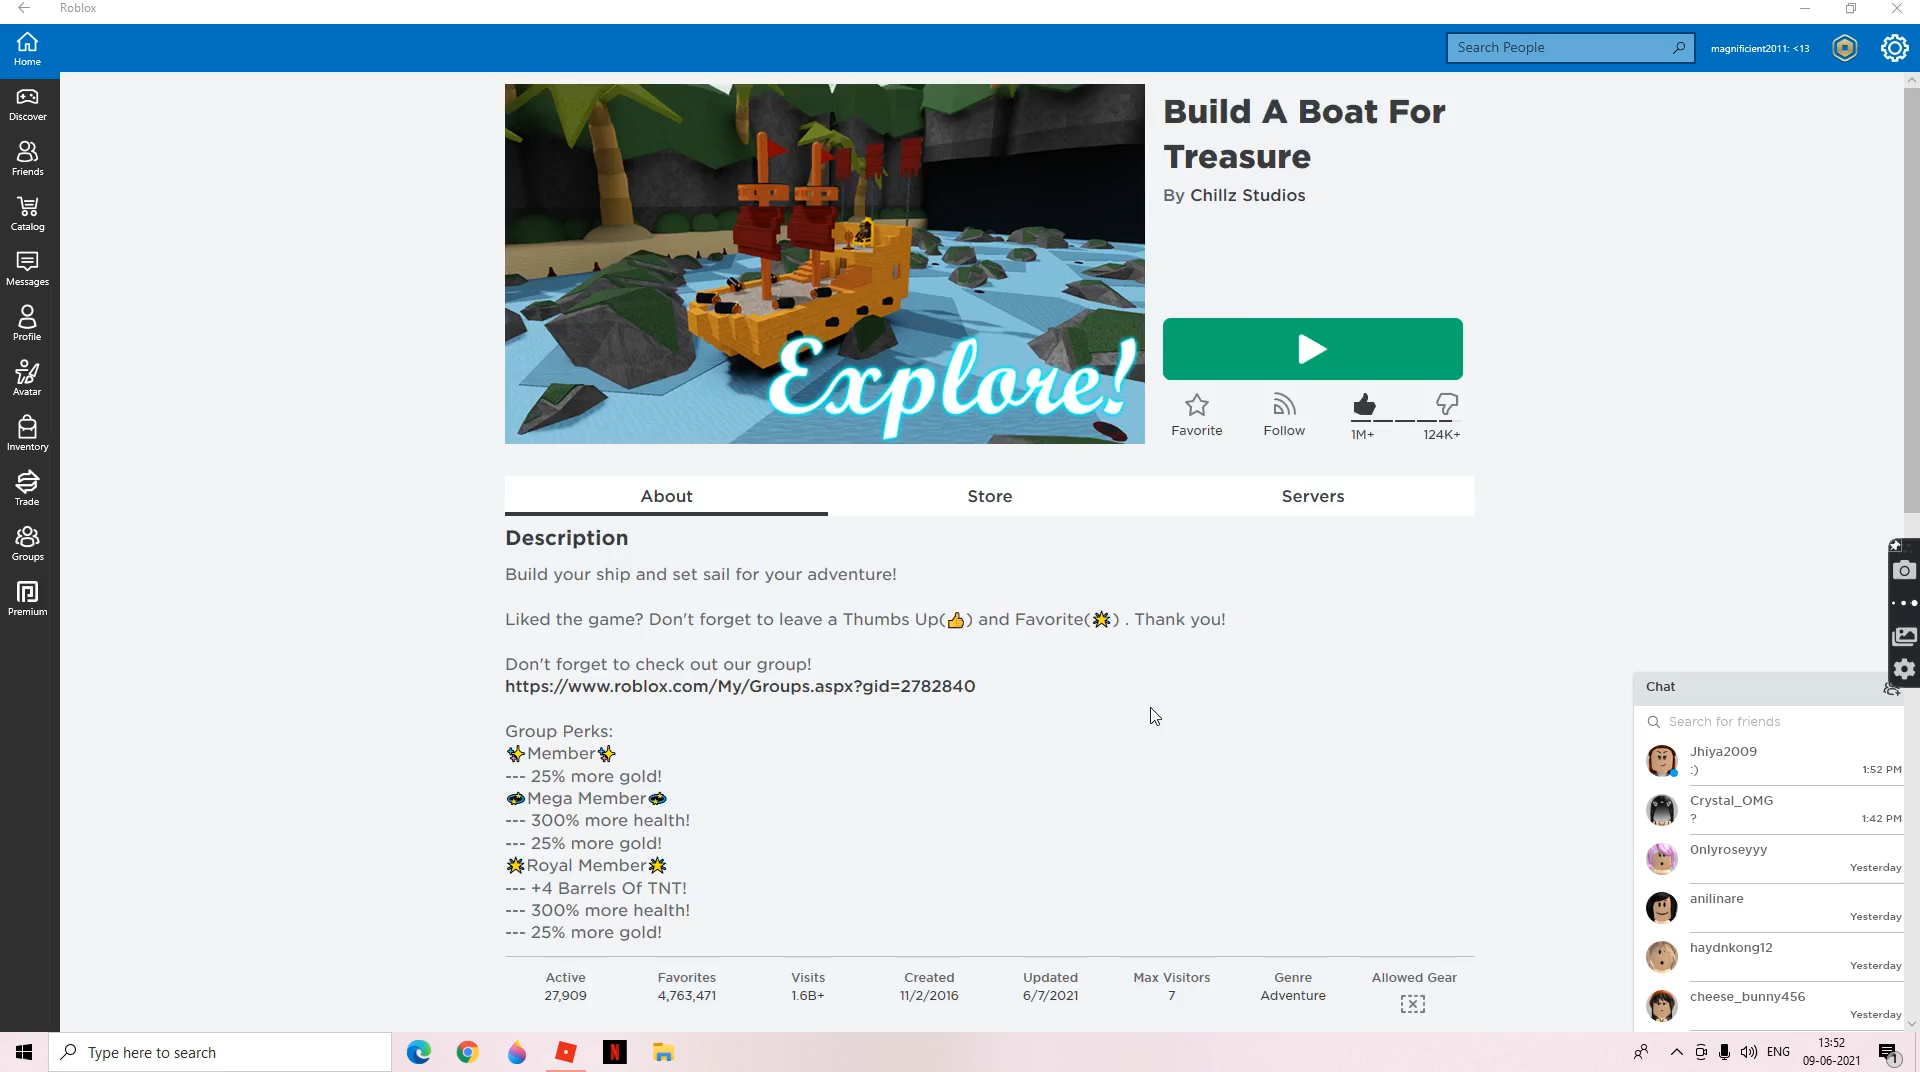 Roblox
Home
Search People
magnificient2011: <13
Discover
Friends
Catalog
Messages
Profile
Avatar
Inventory
Trade
Groups
Premium
Explore!
Build A Boat For
Treasure
By Chillz Studios
Favorite
Follow
1M+
124K+
About
Store
Servers
Description
Build your ship and set sail for your adventure!
Liked the game? Don't forget to leave a Thumbs Up(👍) and Favorite(🌟) . Thank you!
Don't forget to check out our group!
https://www.roblox.com/My/Groups.aspx?gid=2782840
Group Perks:
✨Member✨
--- 25% more gold!
💫Mega Member💫
--- 300% more health!
--- 25% more gold!
🌟Royal Member🌟
--- +4 Barrels Of TNT!
--- 300% more health!
--- 25% more gold!
Active Favorites Visits Created Updated Max Visitors Genre Allowed Gear
27,909 4,763,471 1.6B+ 11/2/2016 6/7/2021 7 Adventure
Chat
Search for friends
Jhiya2009
:) 1:52 PM
Crystal_OMG
? 1:42 PM
0nlyroseyyy
Yesterday
anilinare
Yesterday
haydnkong12
Yesterday
cheese_bunny456
Yesterday
Type here to search
N
ENG
13:52
09-06-2021
1